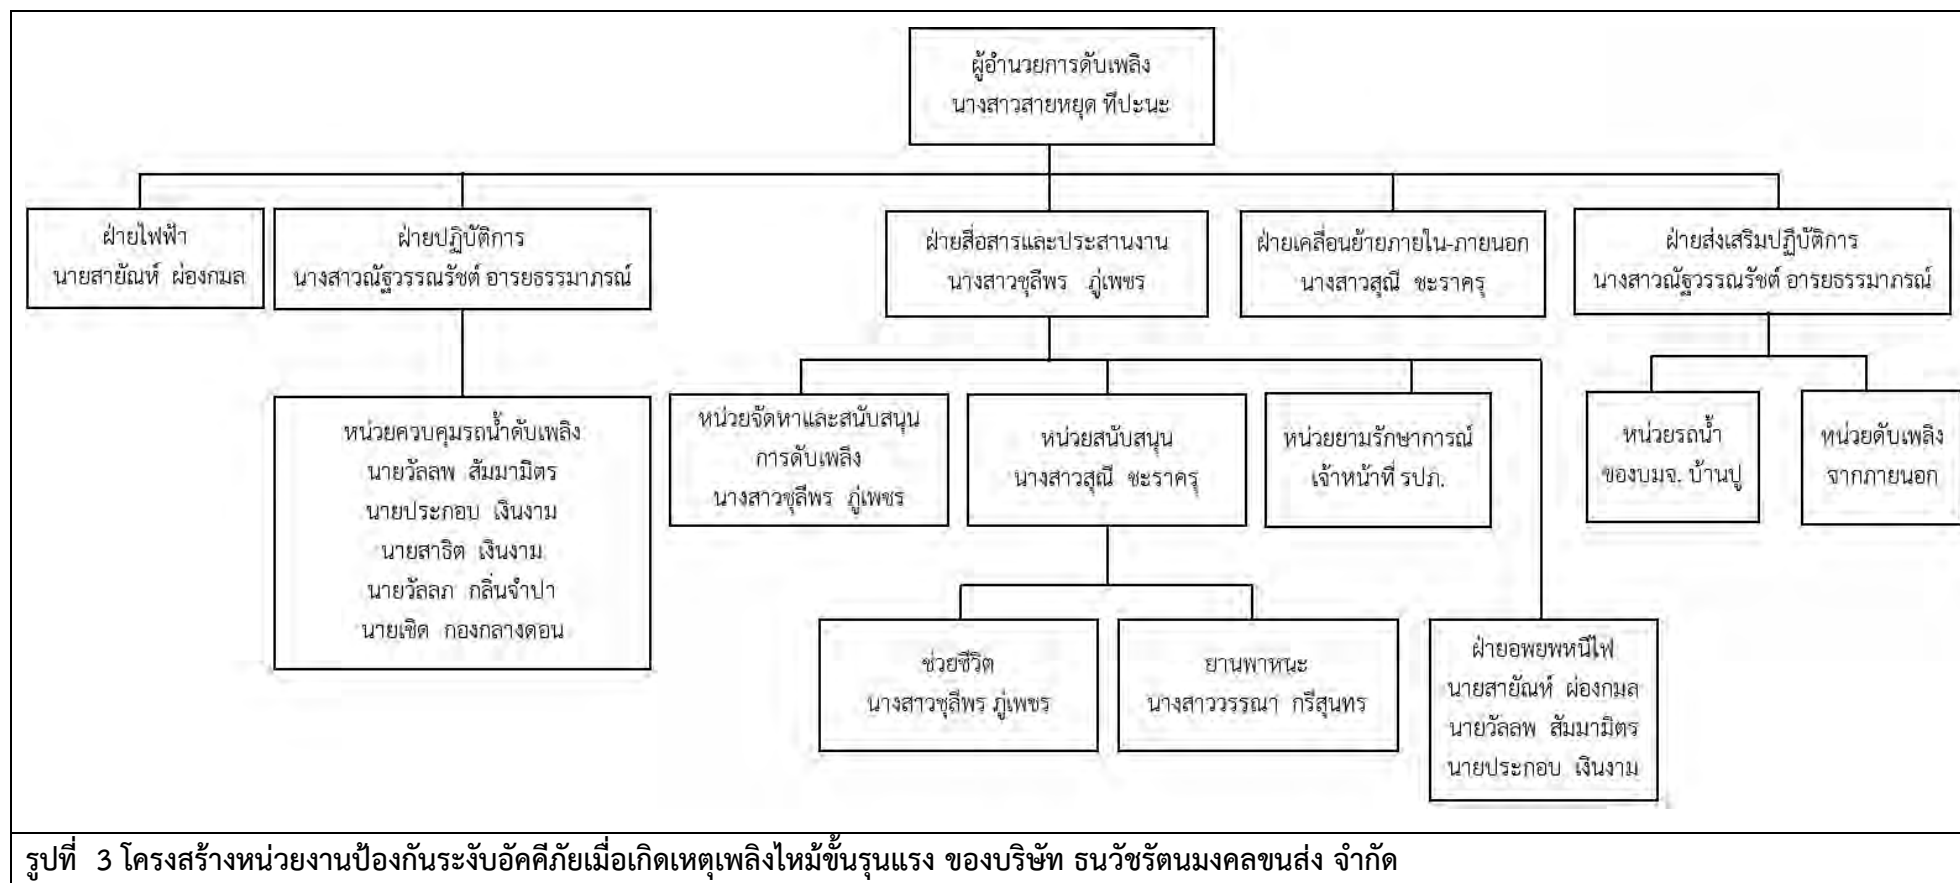 ผู้อำนวยการดับเพลิง
นางสาวสายหยุด ทีปะนะ
ฝ่ายไฟฟ้า
นายสายัณห์ ผ่องกมล
ฝ่ายปฏิบัติการ
นางสาวณัฐวรรณรัชต์ อารยธรรมาภรณ์
ฝ่ายสื่อสารและประสานงาน
นางสาวชุลีพร ภู่เพชร
ฝ่ายเคลื่อนย้ายภายใน-ภายนอก
นางสาวสุณี ชะราครุ
ฝ่ายส่งเสริมปฏิบัติการ
นางสาวณัฐวรรณรัชต์ อารยธรรมาภรณ์
หน่วยควบคุมรถน้ำดับเพลิง
นายวัลลพ สัมมามิตร
นายประกอบ เงินงาม
นายสาธิต เงินงาม
นายวัลลภ กลิ่นจำปา
นายเชิด กองกลางดอน
หน่วยจัดหาและสนับสนุน
การดับเพลิง
นางสาวชุลีพร ภู่เพชร
หน่วยสนับสนุน
นางสาวสุณี ชะราครุ
หน่วยยามรักษาการณ์
เจ้าหน้าที่ รปภ.
หน่วยรถน้ำ
ของบมจ. บ้านปู
หน่วยดับเพลิง
จากภายนอก
ช่วยชีวิต
นางสาวชุลีพร ภู่เพชร
ยานพาหนะ
นางสาววรรณา กรีสุนทร
ฝ่ายอพยพหนีไฟ
นายสายัณห์ ผ่องกมล
นายวัลลพ สัมมามิตร
นายประกอบ เงินงาม
รูปที่ 3 โครงสร้างหน่วยงานป้องกันระงับอัคคีภัยเมื่อเกิดเหตุเพลิงไหม้ขั้นรุนแรง ของบริษัท ธนวัชรัตนมงคลขนส่ง จำกัด